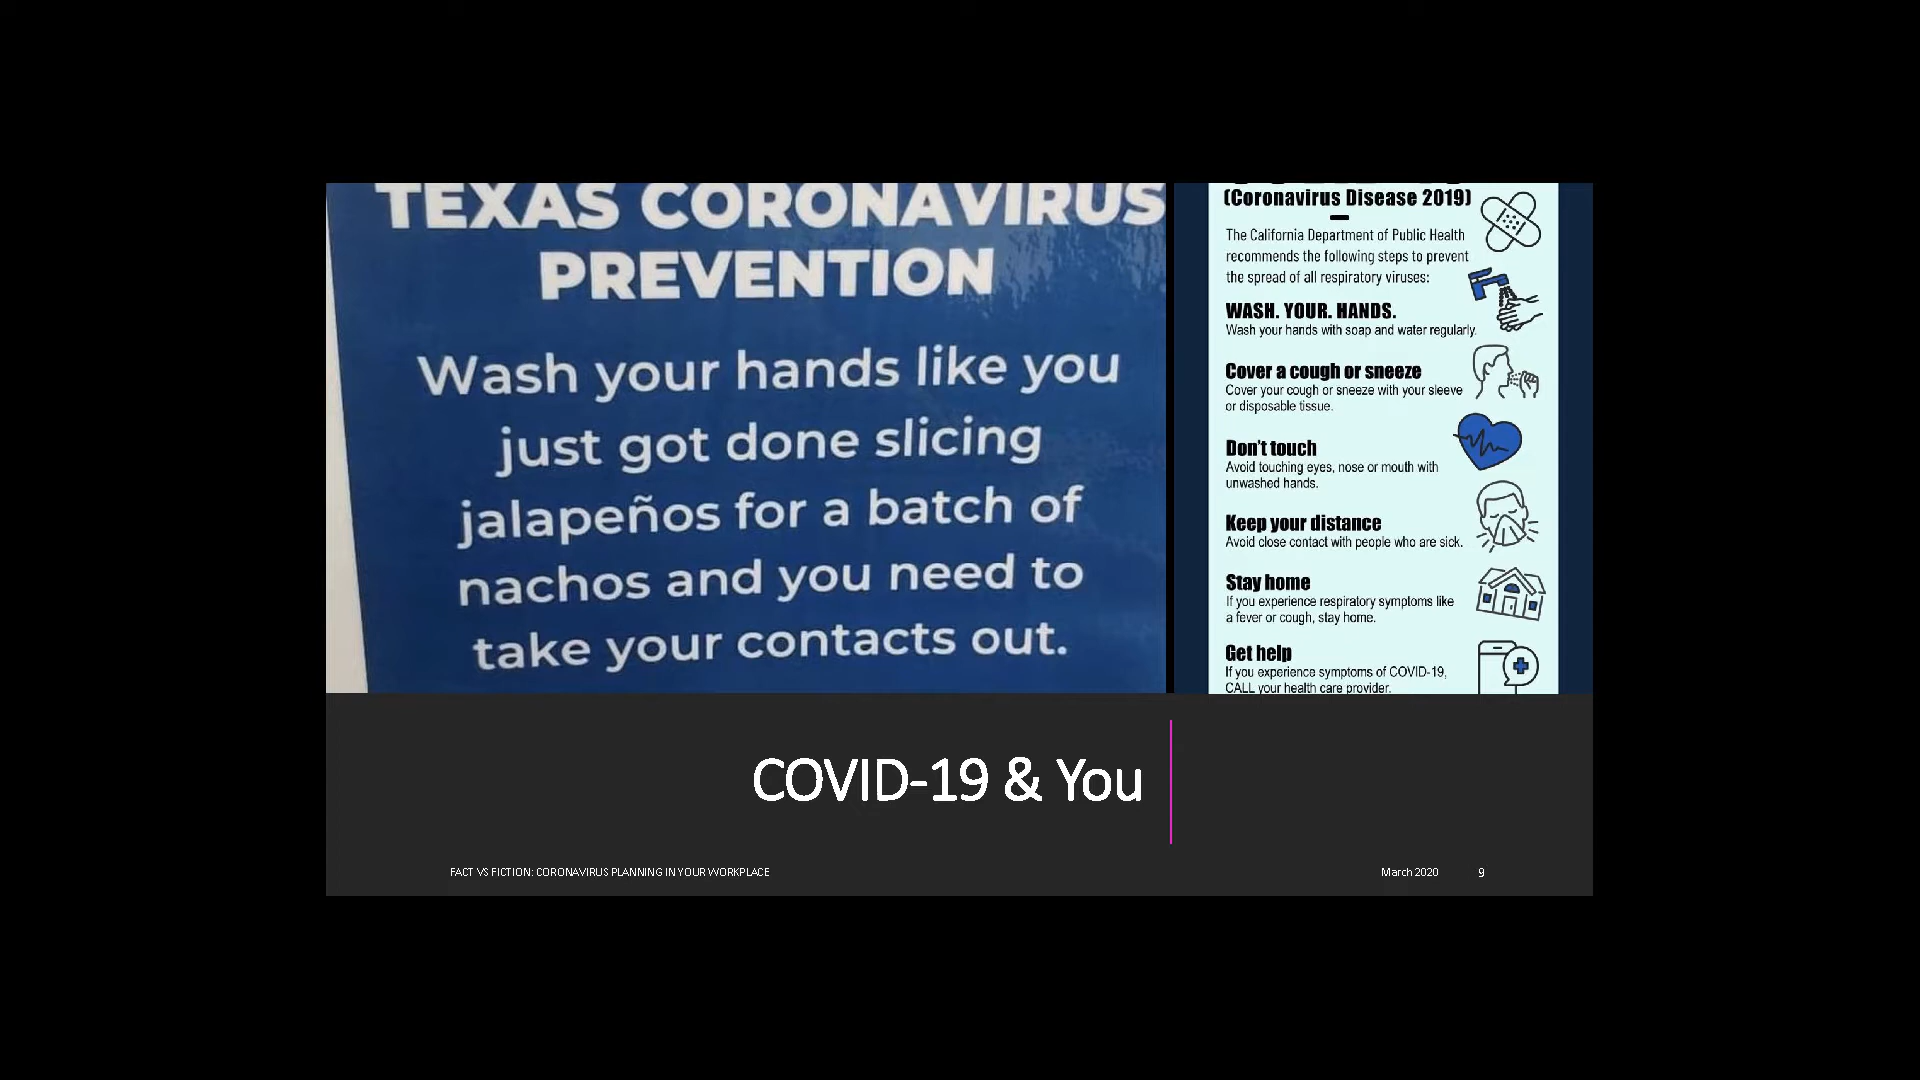 TEXAS CORONAVIRUS
PREVENTION
Wash your hands like you
just got done slicing
jalapeños for a batch of
nachos and you need to
take your contacts out.
(Coronavirus Disease 2019)
The California Department of Public Health
recommends the following steps to prevent
the spread of all respiratory viruses:
WASH. YOUR. HANDS.
Wash your hands with soap and water regularly.
Cover a cough or sneeze
Cover your cough or sneeze with your sleeve
or disposable tissue.
Don't touch
Avoid touching eyes, nose or mouth with
unwashed hands.
Keep your distance
Avoid close contact with people who are sick.
Stay home
If you experience respiratory symptoms like
a fever or cough, stay home.
Get help
If you experience symptoms of COVID-19,
CALL your health care provider.
COVID-19 & You
FACT VS FICTION: CORONAVIRUS PLANNING IN YOUR WORKPLACE
March 2020
9